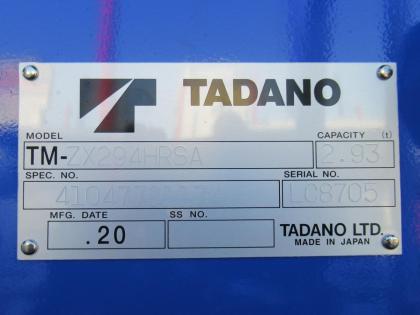 TADANO
MODEL CAPACITY (t)
TM-ZX294HRSA 2.93
SPEC. NO. SERIAL NO.
LC8705
MFG. DATE SS NO.
.20
TADANO LTD.
MADE IN JAPAN